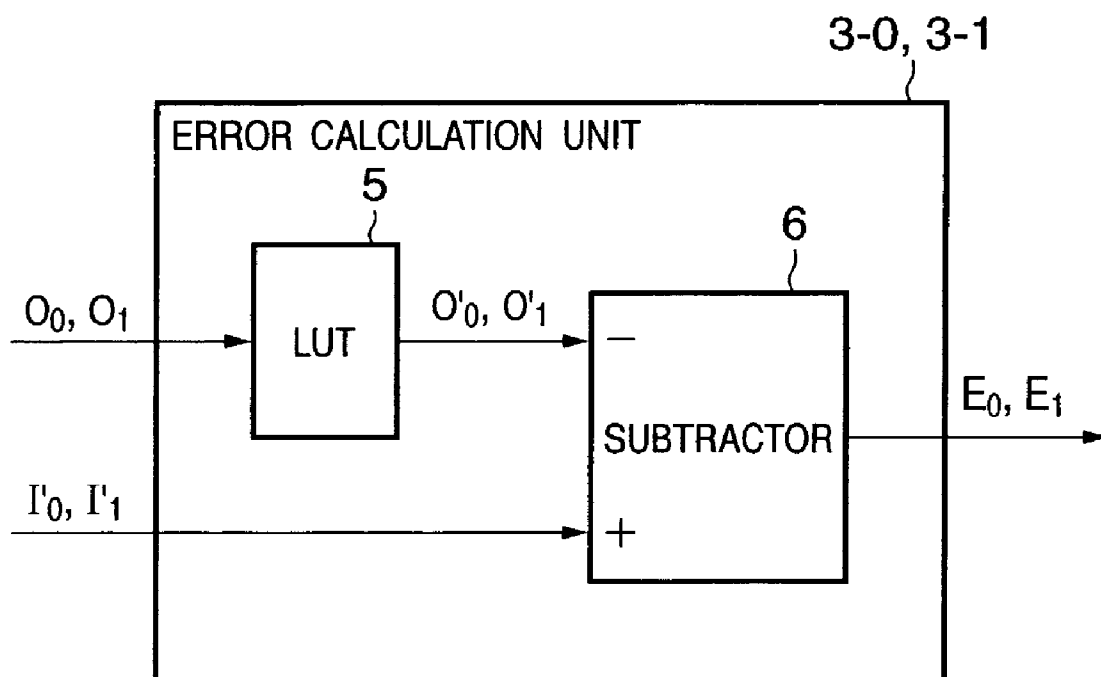 3-0, 3-1
ERROR CALCULATION UNIT
5
6
O₀, O₁
LUT
O'₀, O'₁
−
SUBTRACTOR
E₀, E₁
I'₀, I'₁
+